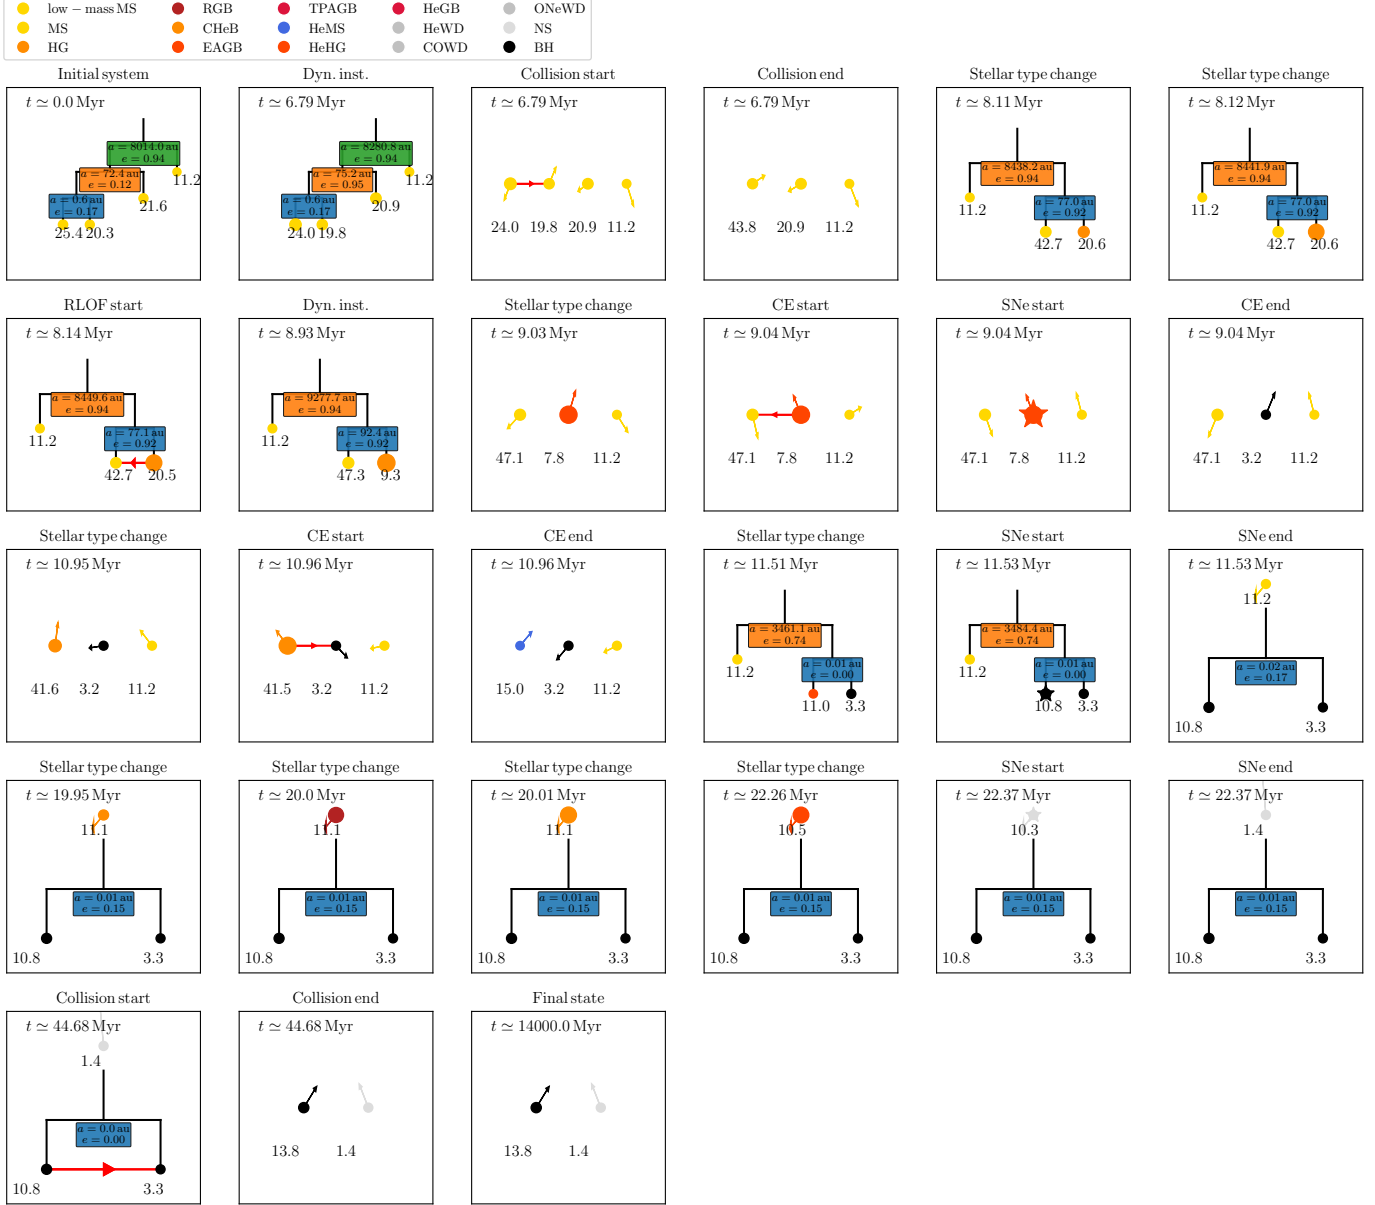 low − mass MS RGB TPAGB HeGB ONeWD
MS CHeB HeMS HeWD NS
HG EAGB HeHG COWD BH
Initial system
t ≃ 0.0 Myr
a = 8014.0 au
e = 0.94
a = 72.4 au
e = 0.12
11.2
a = 0.6 au
e = 0.17
21.6
25.4 20.3
Dyn. inst.
t ≃ 6.79 Myr
a = 8280.8 au
e = 0.94
a = 75.2 au
e = 0.95
11.2
a = 0.6 au
e = 0.17
20.9
24.0 19.8
Collision start
t ≃ 6.79 Myr
24.0 19.8 20.9 11.2
Collision end
t ≃ 6.79 Myr
43.8 20.9 11.2
Stellar type change
t ≃ 8.11 Myr
a = 8438.2 au
e = 0.94
11.2
a = 77.0 au
e = 0.92
42.7 20.6
Stellar type change
t ≃ 8.12 Myr
a = 8441.9 au
e = 0.94
11.2
a = 77.0 au
e = 0.92
42.7 20.6
RLOF start
t ≃ 8.14 Myr
a = 8449.6 au
e = 0.94
11.2
a = 77.1 au
e = 0.92
42.7 20.5
Dyn. inst.
t ≃ 8.93 Myr
a = 9277.7 au
e = 0.94
11.2
a = 92.4 au
e = 0.92
47.3 9.3
Stellar type change
t ≃ 9.03 Myr
47.1 7.8 11.2
CE start
t ≃ 9.04 Myr
47.1 7.8 11.2
SNe start
t ≃ 9.04 Myr
47.1 7.8 11.2
CE end
t ≃ 9.04 Myr
47.1 3.2 11.2
Stellar type change
t ≃ 10.95 Myr
41.6 3.2 11.2
CE start
t ≃ 10.96 Myr
41.5 3.2 11.2
CE end
t ≃ 10.96 Myr
15.0 3.2 11.2
Stellar type change
t ≃ 11.51 Myr
a = 3461.1 au
e = 0.74
11.2
a = 0.01 au
e = 0.00
11.0 3.3
SNe start
t ≃ 11.53 Myr
a = 3484.4 au
e = 0.74
11.2
a = 0.01 au
e = 0.00
10.8 3.3
SNe end
t ≃ 11.53 Myr
11.2
a = 0.02 au
e = 0.17
10.8 3.3
Stellar type change
t ≃ 19.95 Myr
11.1
a = 0.01 au
e = 0.15
10.8 3.3
Stellar type change
t ≃ 20.0 Myr
11.1
a = 0.01 au
e = 0.15
10.8 3.3
Stellar type change
t ≃ 20.01 Myr
11.1
a = 0.01 au
e = 0.15
10.8 3.3
Stellar type change
t ≃ 22.26 Myr
10.5
a = 0.01 au
e = 0.15
10.8 3.3
SNe start
t ≃ 22.37 Myr
10.3
a = 0.01 au
e = 0.15
10.8 3.3
SNe end
t ≃ 22.37 Myr
1.4
a = 0.01 au
e = 0.15
10.8 3.3
Collision start
t ≃ 44.68 Myr
1.4
a = 0.0 au
e = 0.00
10.8 3.3
Collision end
t ≃ 44.68 Myr
13.8 1.4
Final state
t ≃ 14000.0 Myr
13.8 1.4